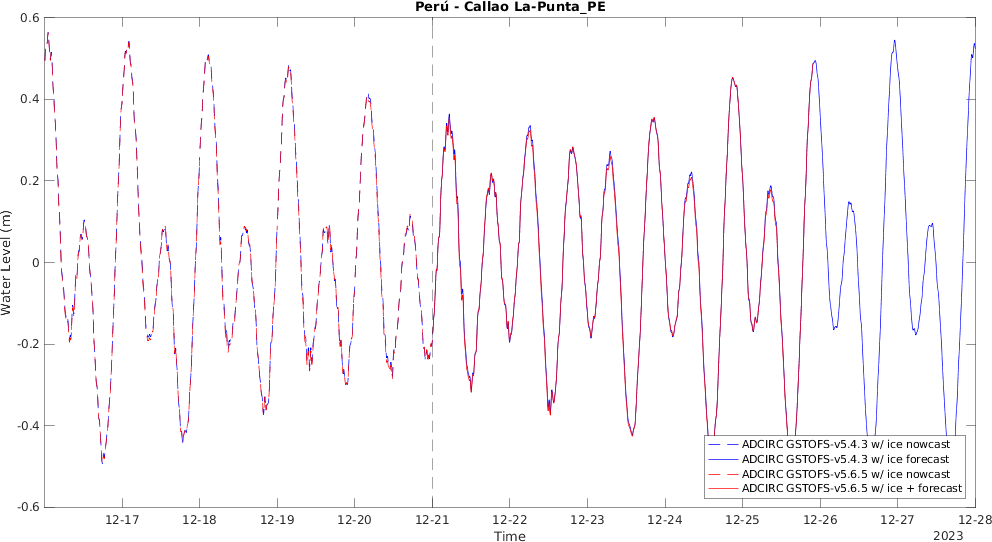 Perú - Callao La-Punta_PE
0.6
0.4
0.2
0
-0.2
-0.4
-0.6
Water Level (m)
ADCIRC GSTOFS-v5.4.3 w/ ice nowcast
ADCIRC GSTOFS-v5.4.3 w/ ice forecast
ADCIRC GSTOFS-v5.6.5 w/ ice nowcast
ADCIRC GSTOFS-v5.6.5 w/ ice + forecast
12-17 12-18 12-19 12-20 12-21 12-22 12-23 12-24 12-25 12-26 12-27 12-28
Time
2023